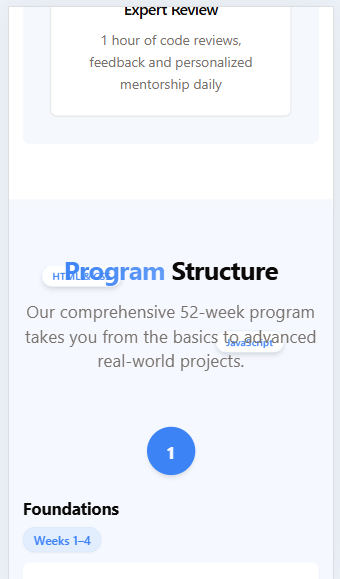 Expert Review
1 hour of code reviews,
feedback and personalized
mentorship daily
Program Structure
HTML & CSS
Our comprehensive 52-week program
takes you from the basics to advanced
JavaScript
real-world projects.
1
Foundations
Weeks 1–4